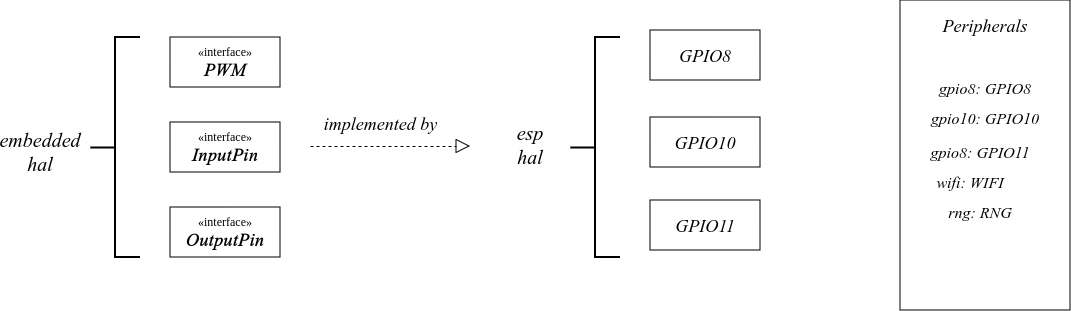 embedded
hal
«interface»
PWM
«interface»
InputPin
«interface»
OutputPin
implemented by
esp
hal
GPIO8
GPIO10
GPIO11
Peripherals
gpio8: GPIO8
gpio10: GPIO10
gpio8: GPIO11
wifi: WIFI
rng: RNG